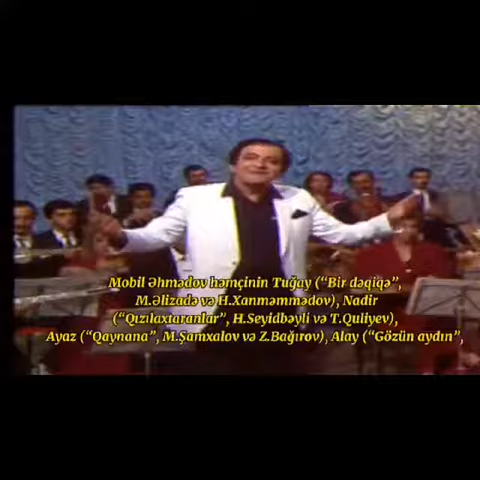 Mobil Əhmədov həmçinin Tuğay (“Bir dəqiqə”,
M.Əlizadə və H.Xanməmmədov), Nadir
(“Qızılaxtaranlar”, H.Seyidbəyli və T.Quliyev),
Ayaz (“Qaynana”, M.Şamxalov və Z.Bağırov), Alay (“Gözün aydın”,